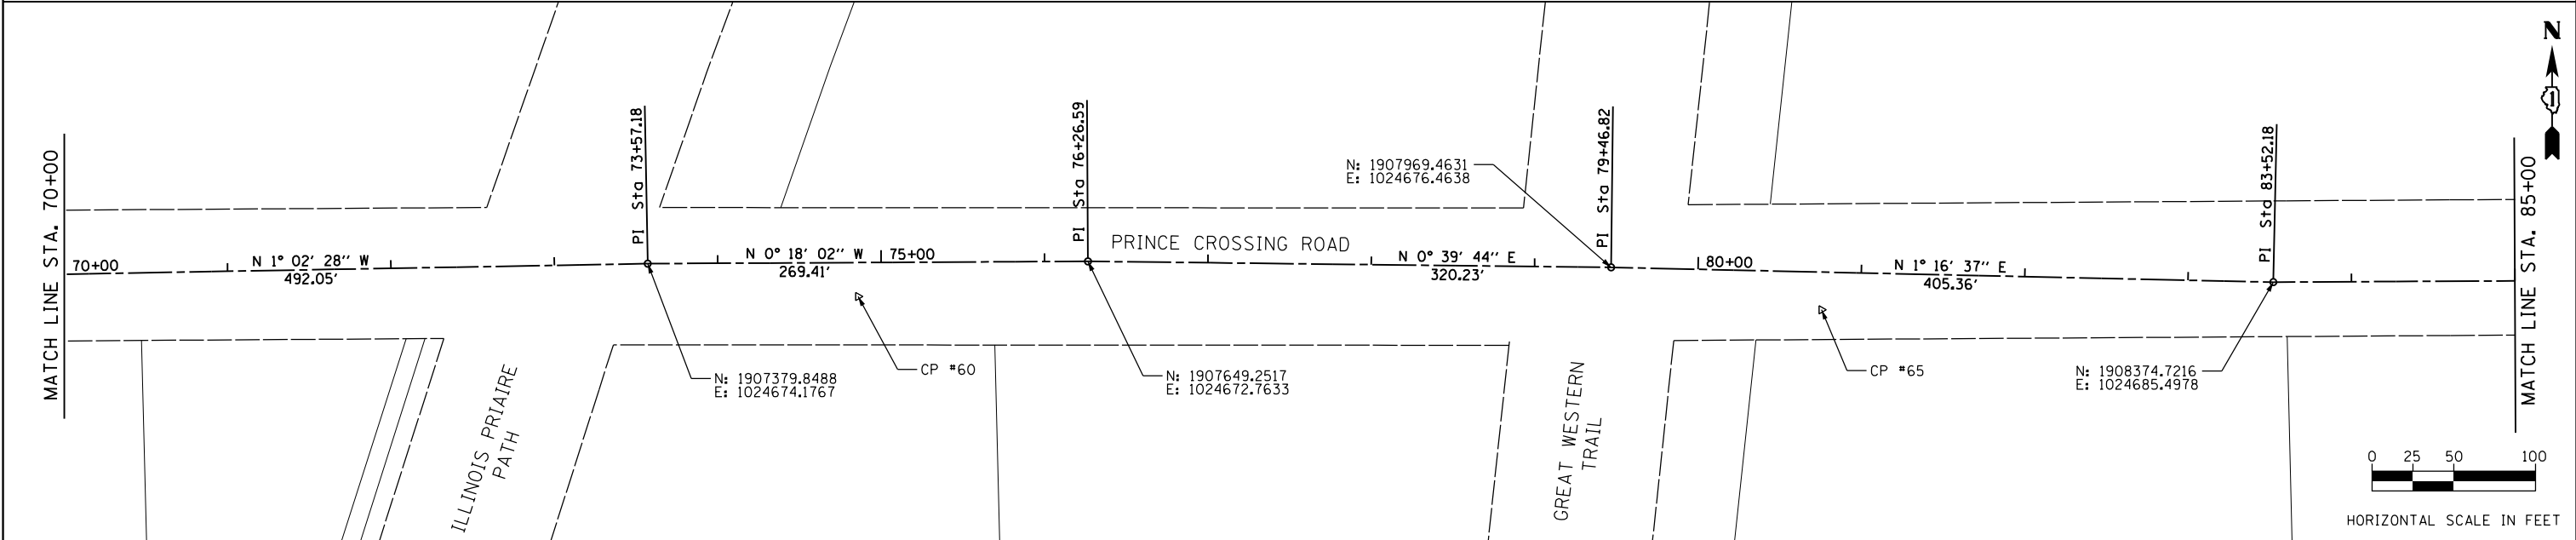 N
1
MATCH LINE STA. 70+00
70+00
N 1° 02' 28" W
492.05'
PI Sta 73+57.18
N: 1907379.8488
E: 1024674.1767
ILLINOIS PRIAIRE
PATH
N 0° 18' 02" W
269.41'
75+00
CP #60
PI Sta 76+26.59
N: 1907649.2517
E: 1024672.7633
PRINCE CROSSING ROAD
N: 1907969.4631
E: 1024676.4638
N 0° 39' 44" E
320.23'
PI Sta 79+46.82
GREAT WESTERN
TRAIL
80+00
N 1° 16' 37" E
405.36'
CP #65
PI Sta 83+52.18
N: 1908374.7216
E: 1024685.4978
MATCH LINE STA. 85+00
0 25 50 100
HORIZONTAL SCALE IN FEET